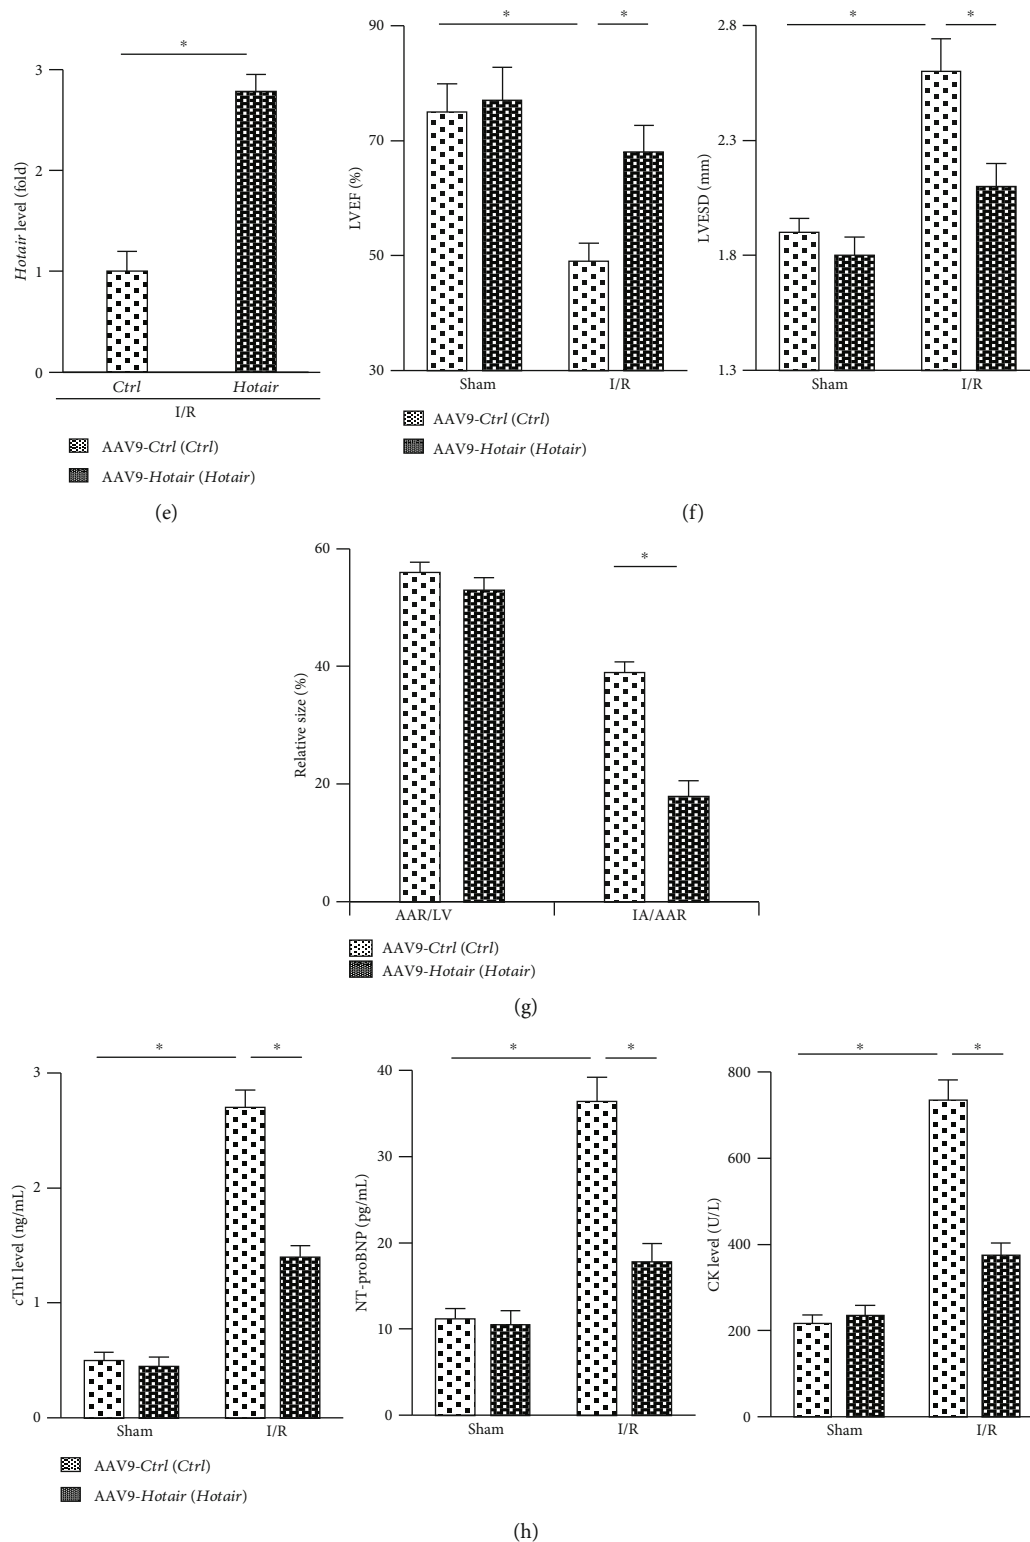 *
3
2
1
0
Hotair level (fold)
Ctrl
Hotair
I/R
AAV9-Ctrl (Ctrl)
AAV9-Hotair (Hotair)
(e)
*
*
90
70
50
30
LVEF (%)
Sham
I/R
*
*
2.8
2.3
1.8
1.3
LVESD (mm)
Sham
I/R
AAV9-Ctrl (Ctrl)
AAV9-Hotair (Hotair)
(f)
*
60
40
20
0
Relative size (%)
AAR/LV
IA/AAR
AAV9-Ctrl (Ctrl)
AAV9-Hotair (Hotair)
(g)
*
*
3
2
1
0
cTnI level (ng/mL)
Sham
I/R
*
*
40
30
20
10
0
NT-proBNP (pg/mL)
Sham
I/R
*
*
800
600
400
200
0
CK level (U/L)
Sham
I/R
AAV9-Ctrl (Ctrl)
AAV9-Hotair (Hotair)
(h)